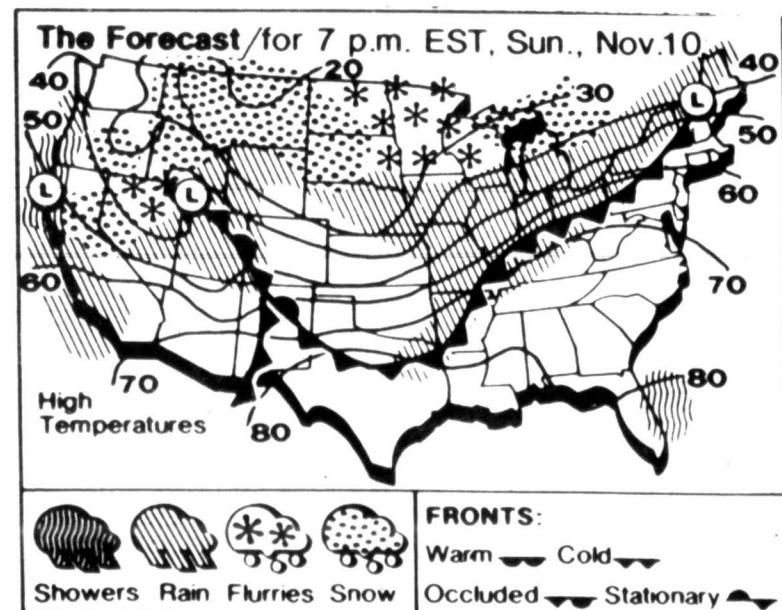 The Forecast/for 7 p.m. EST, Sun., Nov.10
40
20
40
50
30
50
60
L
L
L
60
70
70
80
80
High
Temperatures
Showers Rain Flurries Snow
FRONTS:
Warm Cold
Occluded Stationary